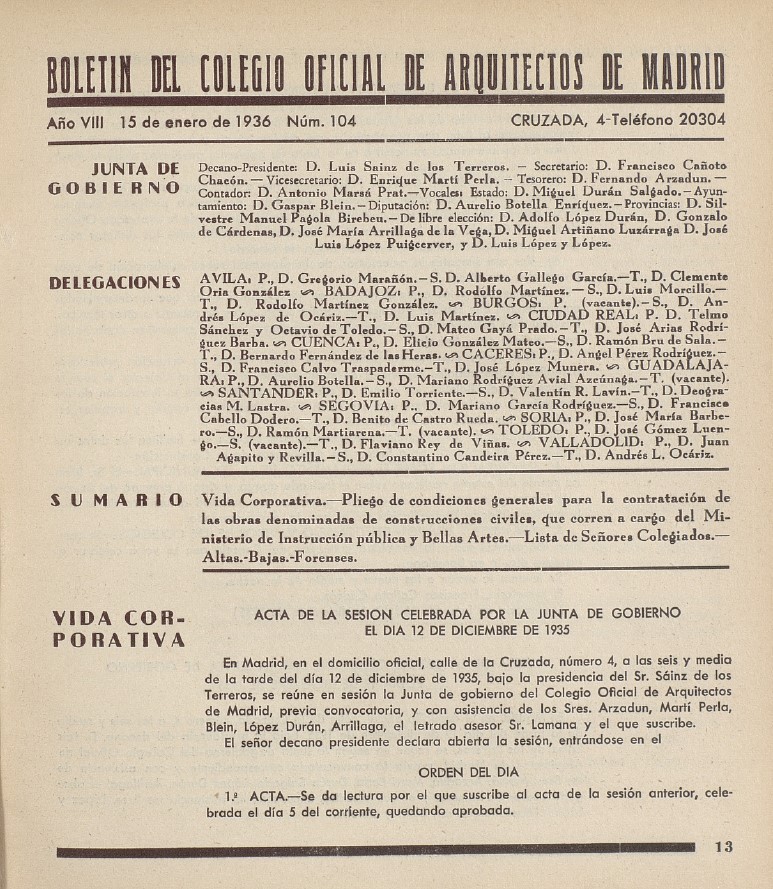 BOLETIN DEL COLEGIO OFICIAL DE ARQUITECTOS DE MADRID
Año VIII 15 de enero de 1936 Núm. 104 CRUZADA, 4-Teléfono 20304
JUNTA DE
GOBIERNO
Decano-Presidente: D. Luis Sainz de los Terreros. — Secretario: D. Francisco Cañoto
Chacón. — Vicesecretario: D. Enrique Martí Perla. — Tesorero: D. Fernando Arzadun. —
Contador: D. Antonio Marsá Prat.—Vocales: Estado: D. Miguel Durán Salgado.—Ayun-
tamiento: D. Gaspar Blein.—Diputación: D. Aurelio Botella Enríquez.—Provincias: D. Sil-
vestre Manuel Pagola Birebeu.—De libre elección: D. Adolfo López Durán, D. Gonzalo
de Cárdenas, D. José María Arrillaga de la Vega, D. Miguel Artiñano Luzárraga D. José
Luis López Puigcerver, y D. Luis López y López.
DELEGACIONES
AVILA: P., D. Gregorio Marañón.—S. D. Alberto Gallego García.—T., D. Clemente
Oria González ∽ BADAJOZ: P., D. Rodolfo Martínez. — S., D. Luis Morcillo.—
T., D. Rodolfo Martínez González. ∽ BURGOS: P. (vacante).—S., D. An-
drés López de Ocáriz.—T., D. Luis Martínez. ∽ CIUDAD REAL: P. D. Telmo
Sánchez y Octavio de Toledo.—S., D. Mateo Gayá Prado.—T., D. José Arias Rodrí-
guez Barba. ∽ CUENCA: P., D. Elicio González Mateo.—S., D. Ramón Bru de Sala.—
T., D. Bernardo Fernández de las Heras. ∽ CACERES: P., D. Angel Pérez Rodríguez.—
S., D. Francisco Calvo Traspaderme.—T., D. José López Munera. ∽ GUADALAJA-
RA: P., D. Aurelio Botella.—S., D. Mariano Rodríguez Avial Azeúnaga.—T. (vacante).
∽ SANTANDER: P., D. Emilio Torriente.—S., D. Valentín R. Lavín.—T., D. Deogra-
cias M. Lastra. ∽ SEGOVIA: P., D. Mariano García Rodríguez.—S., D. Francisco
Cabello Dodero.—T., D. Benito de Castro Rueda. ∽ SORIA: P., D. José María Barbe-
ro.—S., D. Ramón Martiarena.—T. (vacante). ∽ TOLEDO: P., D. José Gómez Luen-
go.—S. (vacante).—T., D. Flaviano Rey de Viñas. ∽ VALLADOLID: P., D. Juan
Agapito y Revilla.—S., D. Constantino Candeira Pérez.—T., D. Andrés L. Ocáriz.
SUMARIO
Vida Corporativa.—Pliego de condiciones generales para la contratación de
las obras denominadas de construcciones civiles, que corren a cargo del Mi-
nisterio de Instrucción pública y Bellas Artes.—Lista de Señores Colegiados.—
Altas.-Bajas.-Forenses.
VIDA COR-
PORATIVA
ACTA DE LA SESION CELEBRADA POR LA JUNTA DE GOBIERNO
EL DIA 12 DE DICIEMBRE DE 1935
En Madrid, en el domicilio oficial, calle de la Cruzada, número 4, a las seis y media
de la tarde del día 12 de diciembre de 1935, bajo la presidencia del Sr. Sáinz de los
Terreros, se reúne en sesión la Junta de gobierno del Colegio Oficial de Arquitectos
de Madrid, previa convocatoria, y con asistencia de los Sres. Arzadun, Martí Perla,
Blein, López Durán, Arrillaga, el letrado asesor Sr. Lamana y el que suscribe.
El señor decano presidente declara abierta la sesión, entrándose en el
ORDEN DEL DIA
1.º ACTA.—Se da lectura por el que suscribe al acta de la sesión anterior, cele-
brada el día 5 del corriente, quedando aprobada.
13